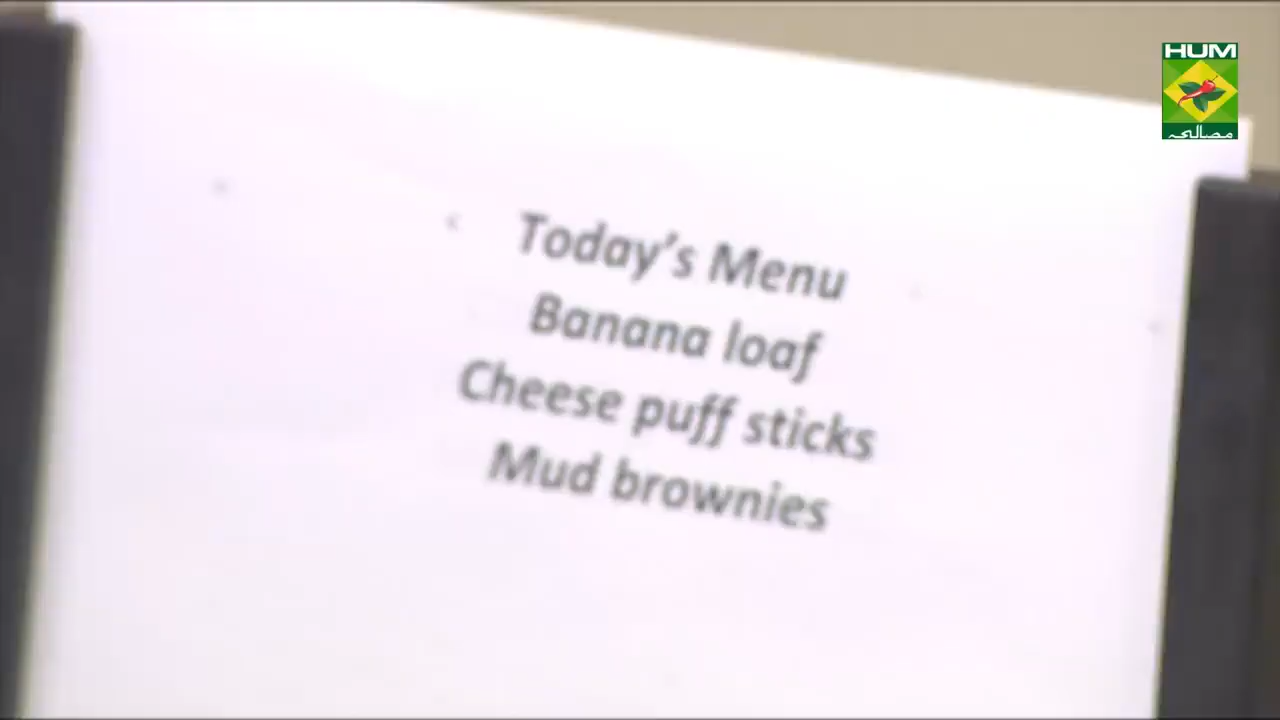 HUM
مصالحہ
Today's Menu
Banana loaf
Cheese puff sticks
Mud brownies